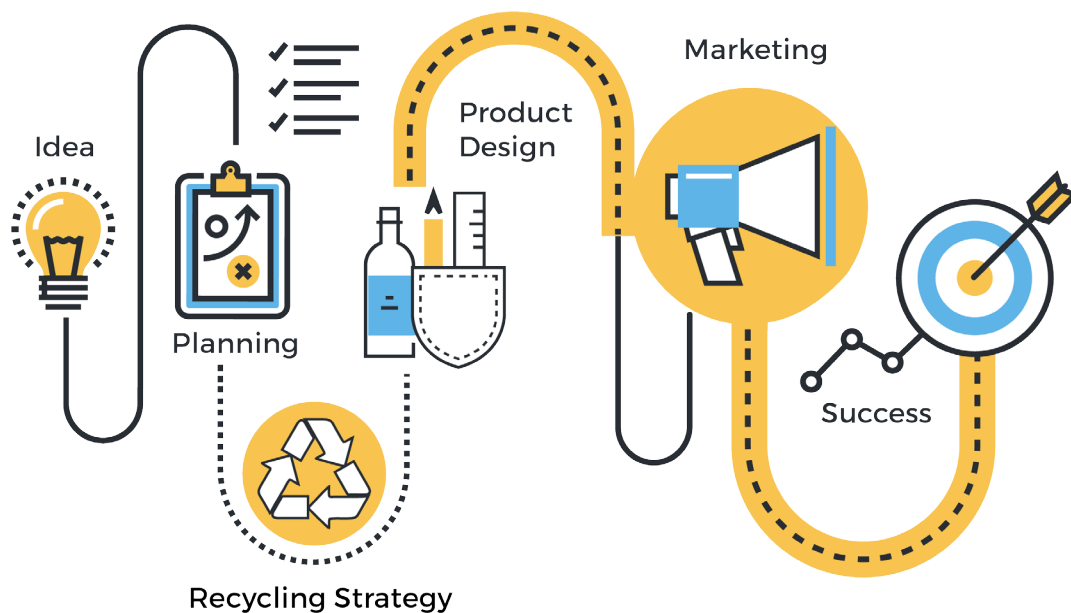 Idea
Planning
Recycling Strategy
Product
Design
Marketing
Success